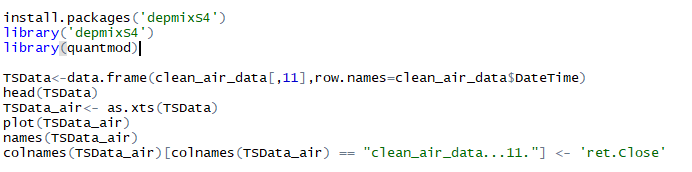 install.packages('depmixS4')
library('depmixS4')
library(quantmod)
TSData<-data.frame(clean_air_data[,11],row.names=clean_air_data$DateTime)
head(TSData)
TSData_air<- as.xts(TSData)
plot(TSData_air)
names(TSData_air)
colnames(TSData_air)[colnames(TSData_air) == "clean_air_data...11."] <- 'ret.Close'